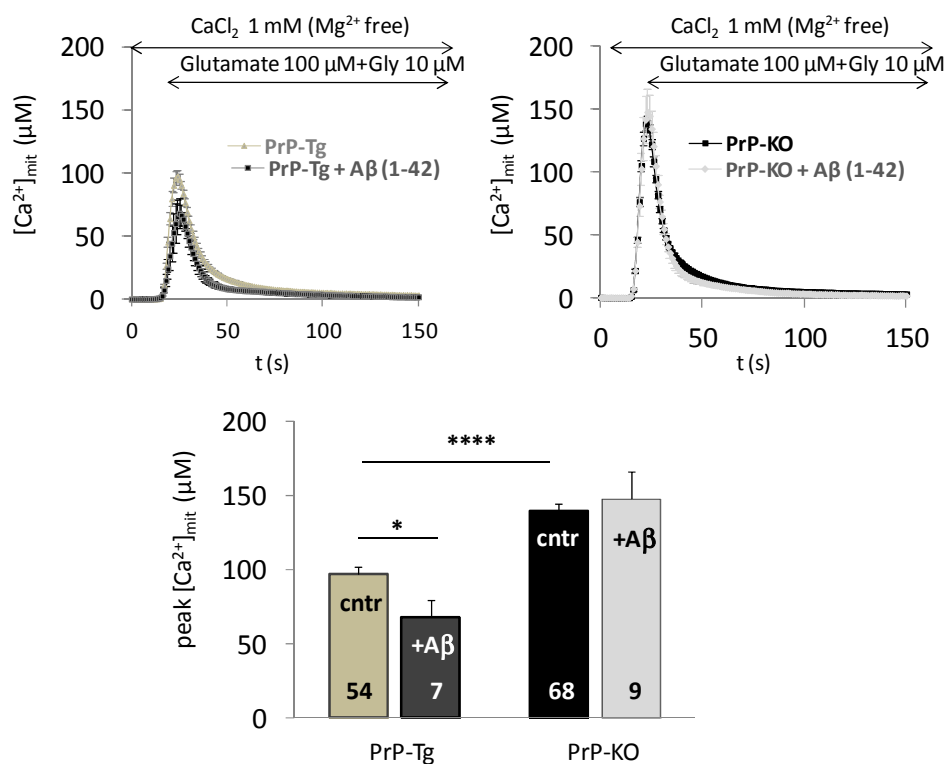 CaCl₂ 1 mM (Mg²⁺ free)
Glutamate 100 µM+Gly 10 µM
[Ca²⁺]mit (µM)
200
150
100
50
0
PrP-Tg
PrP-Tg + Aβ (1-42)
0
50
100
150
t (s)
CaCl₂ 1 mM (Mg²⁺ free)
Glutamate 100 µM+Gly 10 µM
[Ca²⁺]mit (µM)
200
150
100
50
0
PrP-KO
PrP-KO + Aβ (1-42)
0
50
100
150
t (s)
peak [Ca²⁺]mit (µM)
200
150
100
50
0
****
*
cntr
+Aβ
cntr
+Aβ
54
7
68
9
PrP-Tg
PrP-KO